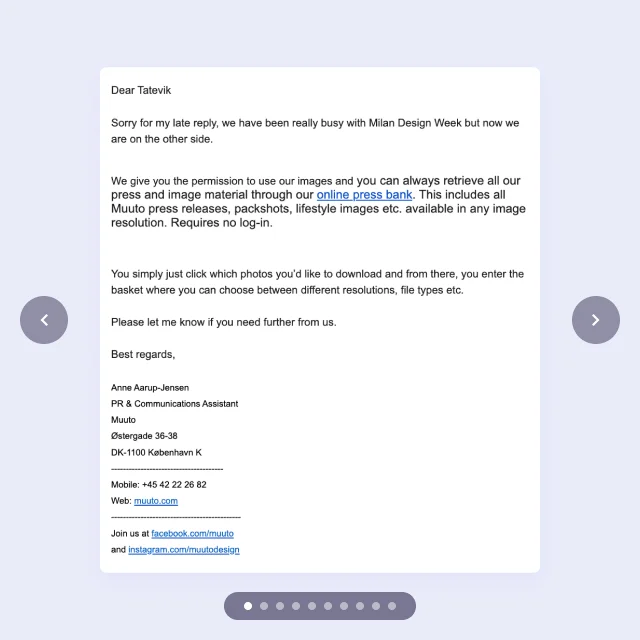 Dear Tatevik
Sorry for my late reply, we have been really busy with Milan Design Week but now we
are on the other side.
We give you the permission to use our images and you can always retrieve all our
press and image material through our online press bank. This includes all
Muuto press releases, packshots, lifestyle images etc. available in any image
resolution. Requires no log-in.
You simply just click which photos you’d like to download and from there, you enter the
basket where you can choose between different resolutions, file types etc.
Please let me know if you need further from us.
Best regards,
Anne Aarup-Jensen
PR & Communications Assistant
Muuto
Østergade 36-38
DK-1100 København K
--------------------------------------
Mobile: +45 42 22 26 82
Web: muuto.com
--------------------------------------------
Join us at facebook.com/muuto
and instagram.com/muutodesign